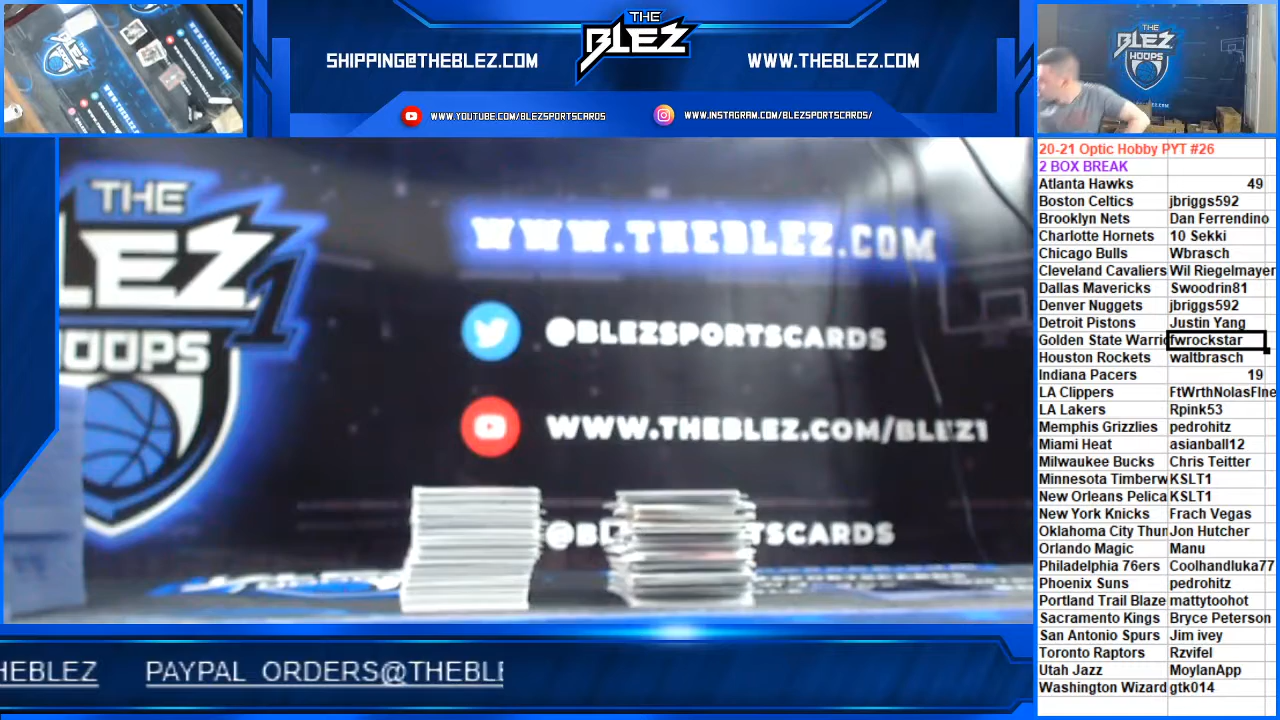 THE
BLEZ
SHIPPING@THEBLEZ.COM
WWW.THEBLEZ.COM
WWW.YOUTUBE.COM/BLEZSPORTSCARDS
WWW.INSTAGRAM.COM/BLEZSPORTSCARDS/
BLEZ
HOOPS
THE
LEZ
1
HOOPS
WWW.THEBLEZ.COM
@BLEZSPORTSCARDS
WWW.THEBLEZ.COM/BLEZ1
@BL TSCARDS
HEBLEZ PAYPAL ORDERS@THEBLE
20-21 Optic Hobby PYT #26
2 BOX BREAK
Atlanta Hawks 49
Boston Celtics jbriggs592
Brooklyn Nets Dan Ferrendino
Charlotte Hornets 10 Sekki
Chicago Bulls Wbrasch
Cleveland Cavaliers Wil Riegelmayer
Dallas Mavericks Swoodrin81
Denver Nuggets jbriggs592
Detroit Pistons Justin Yang
Golden State Warri fwrockstar
Houston Rockets waltbrasch
Indiana Pacers 19
LA Clippers FtWrthNolasFIne
LA Lakers Rpink53
Memphis Grizzlies pedrohitz
Miami Heat asianball12
Milwaukee Bucks Chris Teitter
Minnesota Timberw KSLT1
New Orleans Pelica KSLT1
New York Knicks Frach Vegas
Oklahoma City Thun Jon Hutcher
Orlando Magic Manu
Philadelphia 76ers Coolhandluka77
Phoenix Suns pedrohitz
Portland Trail Blaze mattytoohot
Sacramento Kings Bryce Peterson
San Antonio Spurs Jim ivey
Toronto Raptors Rzvifel
Utah Jazz MoylanApp
Washington Wizard gtk014